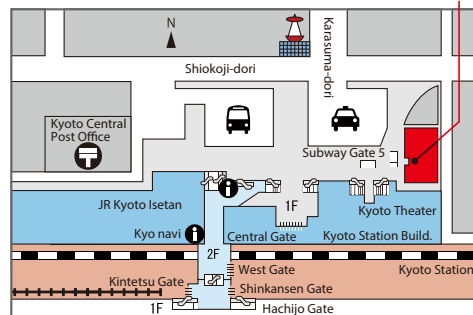 N
Karasuma-dori
Shiokoji-dori
Kyoto Central
Post Office
Subway Gate 5
i
JR Kyoto Isetan
1F
Kyoto Theater
Kyo navi
i
Central Gate
Kyoto Station Build.
2F
West Gate
Kyoto Station
Kintetsu Gate
Shinkansen Gate
1F
Hachijo Gate